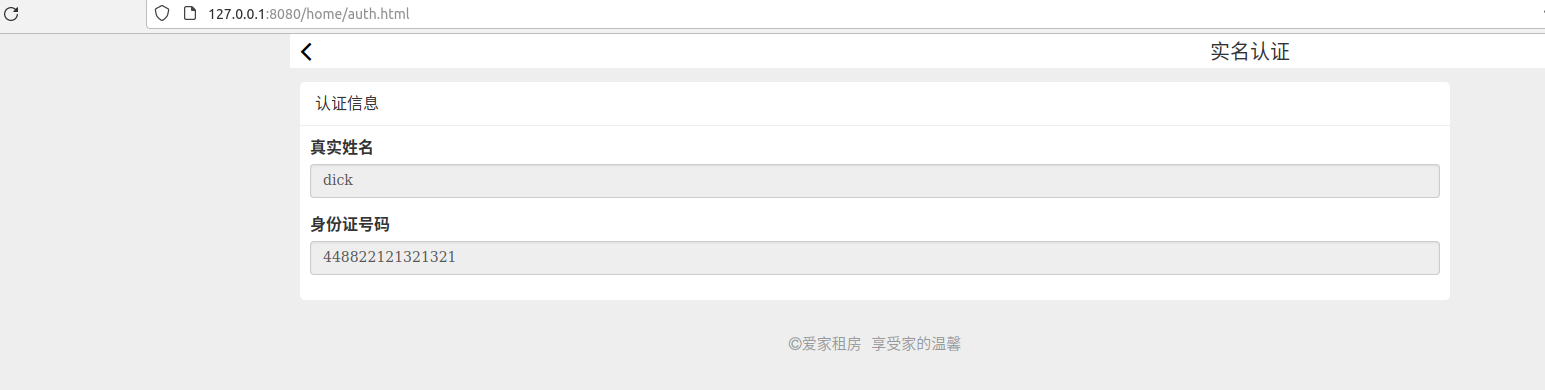 127.0.0.1:8080/home/auth.html
实名认证
认证信息
真实姓名
dick
身份证号码
448822121321321
©爱家租房 享受家的温馨